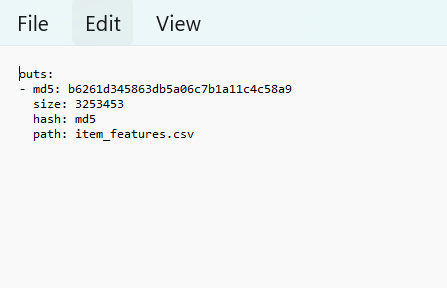 File Edit View
outs:
- md5: b6261d345863db5a06c7b1a11c4c58a9
  size: 3253453
  hash: md5
  path: item_features.csv